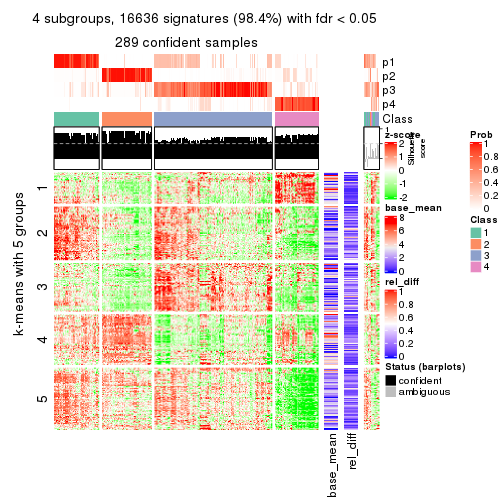 4 subgroups, 16636 signatures (98.4%) with fdr < 0.05
289 confident samples
p1
p2
p3
p4
Class
1
Silhouette
score
k-means with 5 groups
1
2
3
4
5
base_mean
rel_diff
z-score
2
1
0
-1
-2
base_mean
8
6
4
2
0
rel_diff
1
0.8
0.6
0.4
0.2
0
Status (barplots)
confident
ambiguous
Prob
1
0.8
0.6
0.4
0.2
0
Class
1
2
3
4